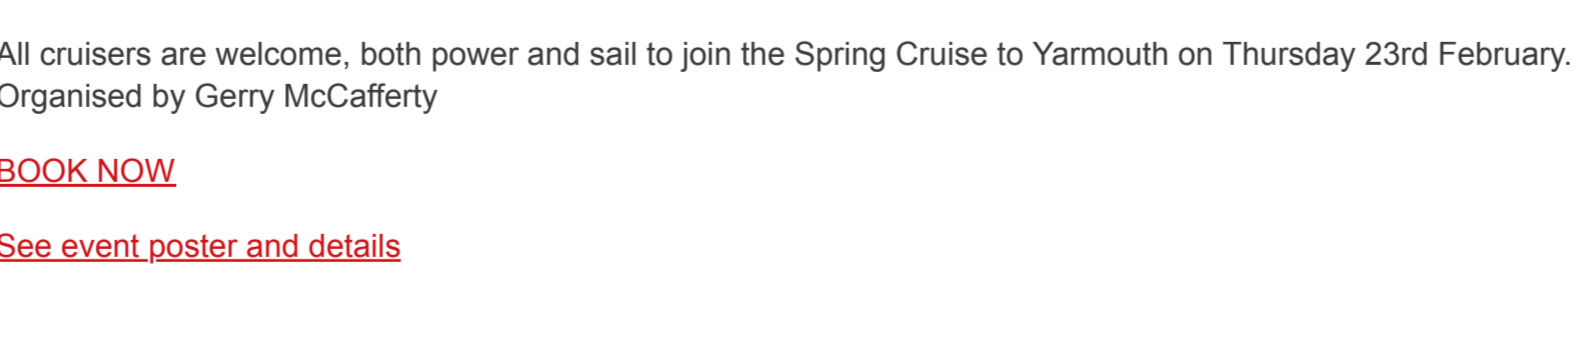 All cruisers are welcome, both power and sail to join the Spring Cruise to Yarmouth on Thursday 23rd February.
Organised by Gerry McCafferty
BOOK NOW
See event poster and details